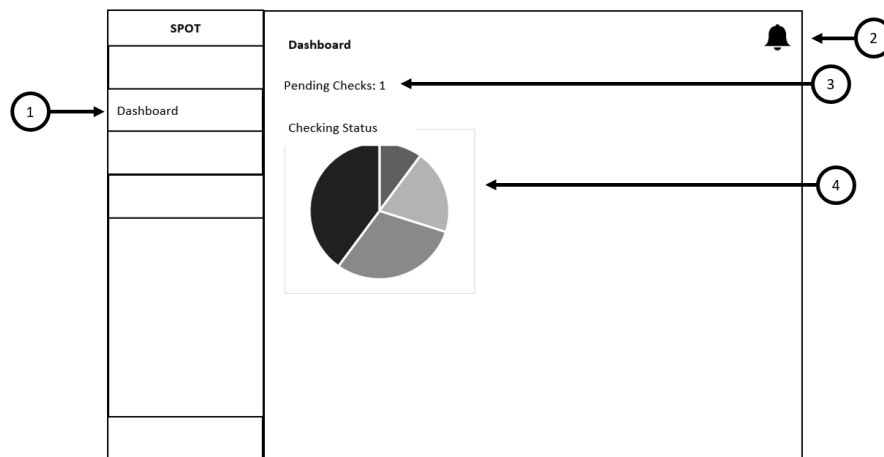 SPOT
Dashboard
2
Pending Checks: 1
3
1
Dashboard
Checking Status
4